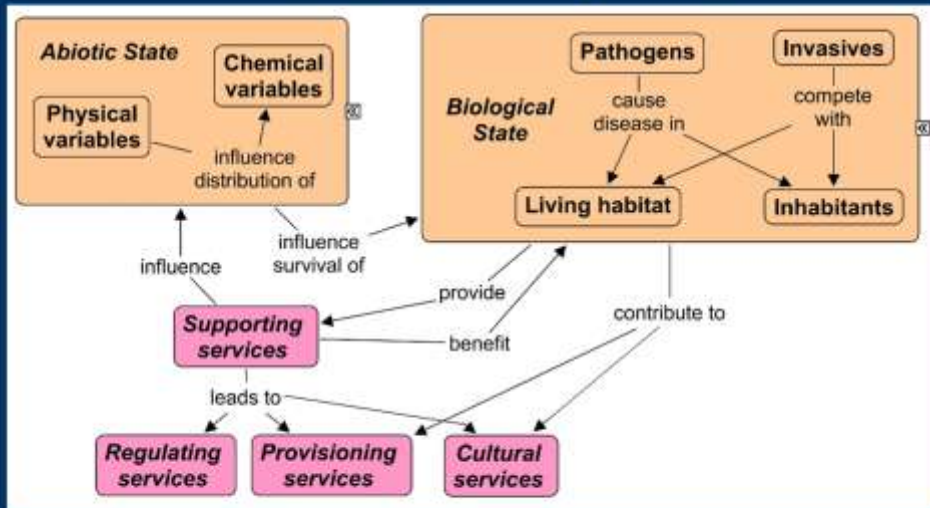 Abiotic State
Chemical
variables
Physical
variables
influence
distribution of
Pathogens
Invasives
Biological
State
cause
disease in
compete
with
Living habitat
Inhabitants
influence
survival of
influence
provide
benefit
contribute to
Supporting
services
leads to
Regulating
services
Provisioning
services
Cultural
services